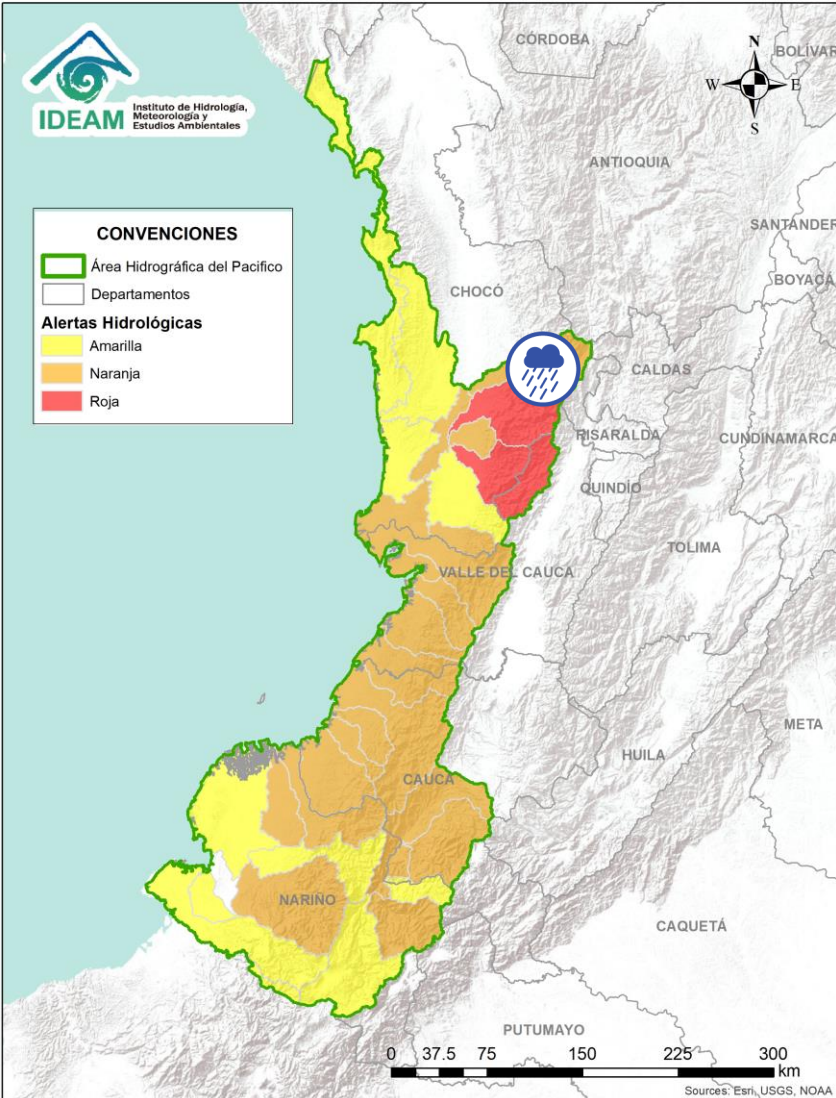 IDEAM
Instituto de Hidrología,
Meteorología y
Estudios Ambientales
N
W
E
S
CONVENCIONES
Área Hidrográfica del Pacifico
Departamentos
Alertas Hidrológicas
Amarilla
Naranja
Roja
CÓRDOBA
BOLÍVAR
ANTIOQUIA
SANTANDER
BOYACÁ
CHOCÓ
CALDAS
RISARALDA
CUNDINAMARCA
QUINDÍO
TOLIMA
VALLE DEL CAUCA
META
HUILA
CAUCA
NARIÑO
CAQUETÁ
PUTUMAYO
0 37.5 75 150 225 300
km
Sources: Esri, USGS, NOAA